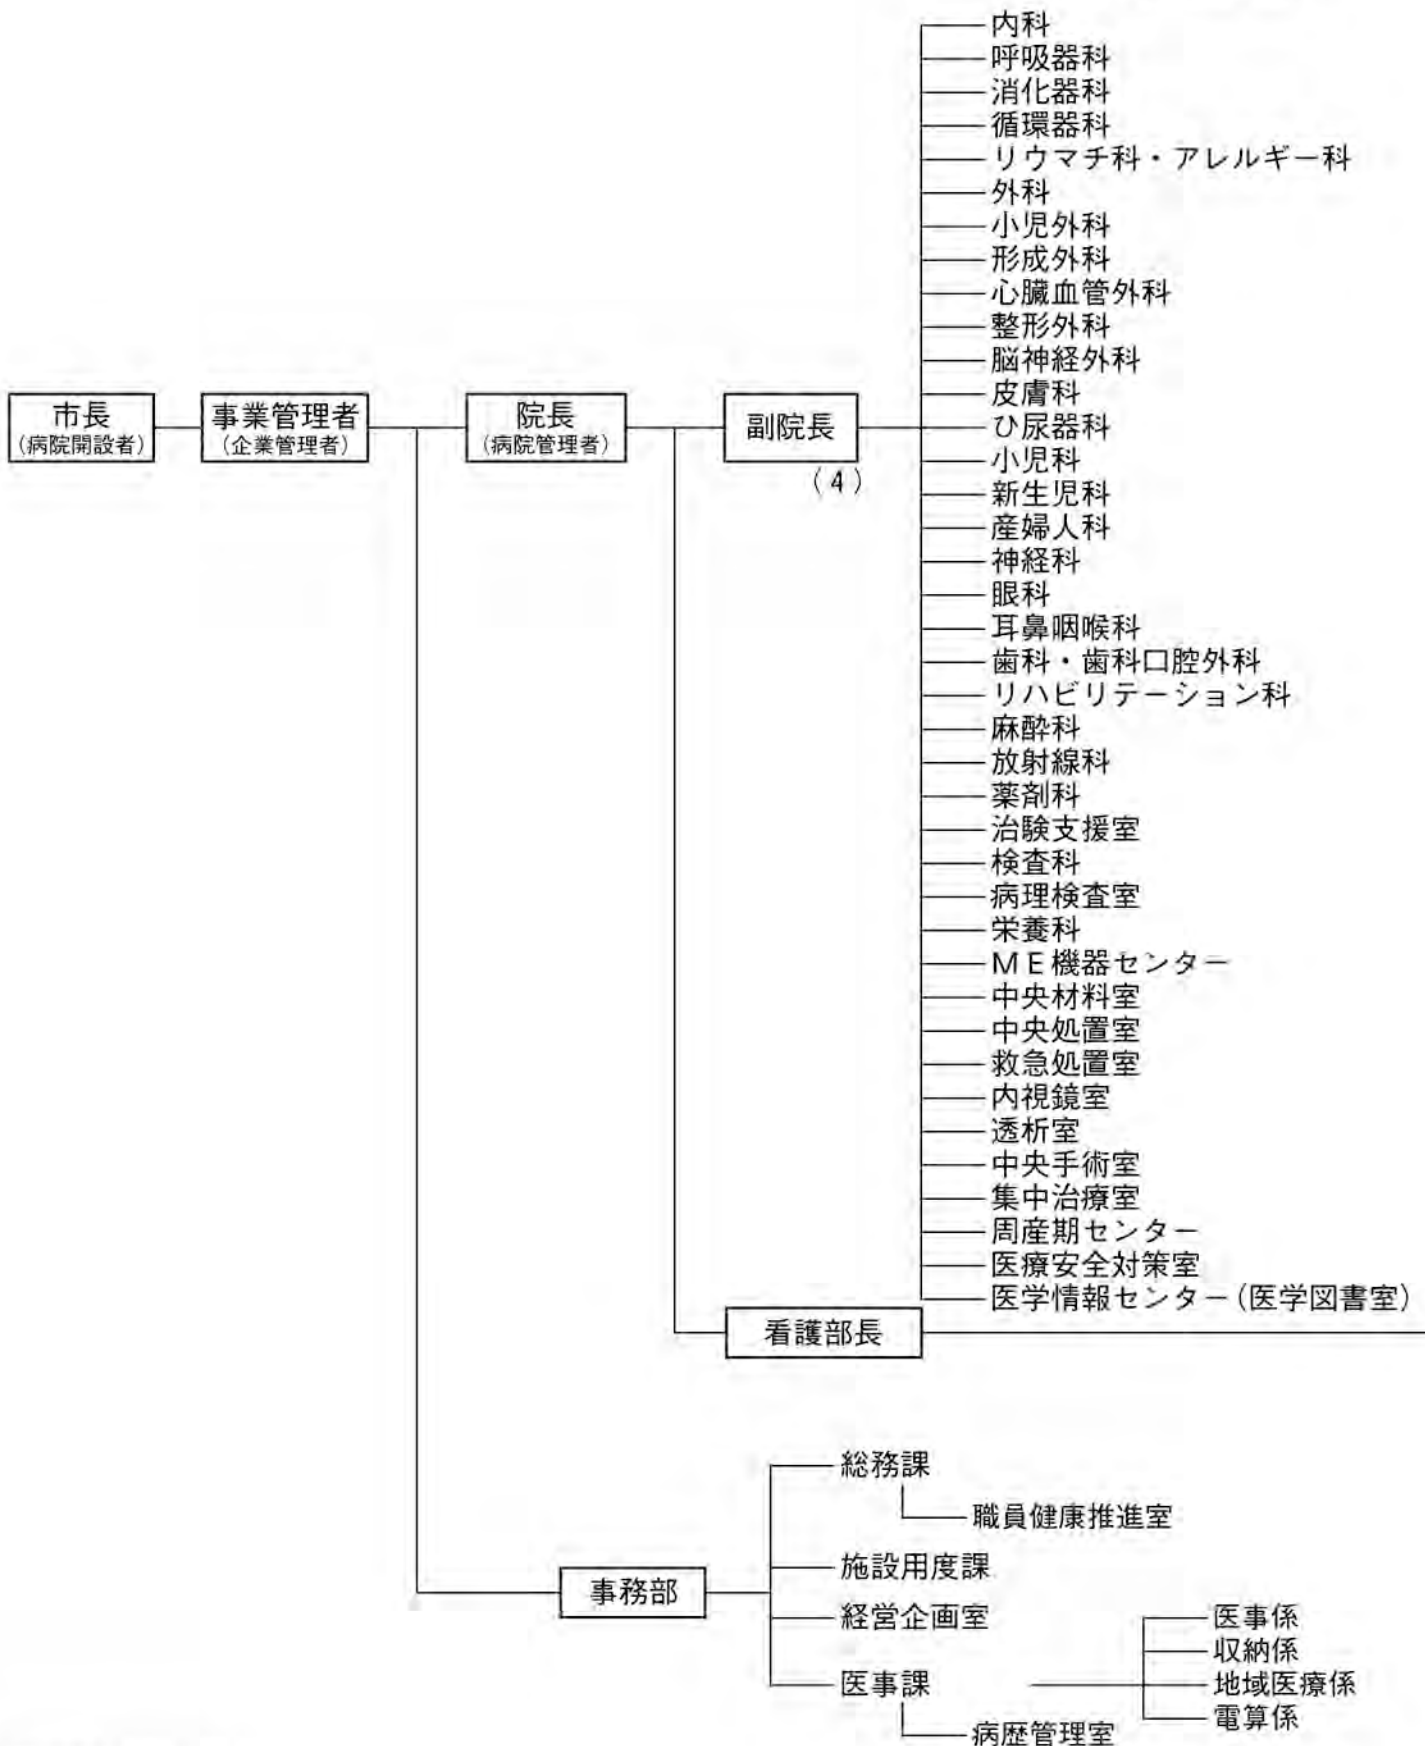 内科
呼吸器科
消化器科
循環器科
リウマチ科・アレルギー科
外科
小児外科
形成外科
心臓血管外科
整形外科
脳神経外科
皮膚科
ひ尿器科
小児科
新生児科
産婦人科
神経科
眼科
耳鼻咽喉科
歯科・歯科口腔外科
リハビリテーション科
麻酔科
放射線科
薬剤科
治験支援室
検査科
病理検査室
栄養科
ME機器センター
中央材料室
中央処置室
救急処置室
内視鏡室
透析室
中央手術室
集中治療室
周産期センター
医療安全対策室
医学情報センター(医学図書室)
市長
(病院開設者)
事業管理者
(企業管理者)
院長
(病院管理者)
副院長
(4)
看護部長
事務部
総務課
職員健康推進室
施設用度課
経営企画室
医事課
病歴管理室
医事係
収納係
地域医療係
電算係